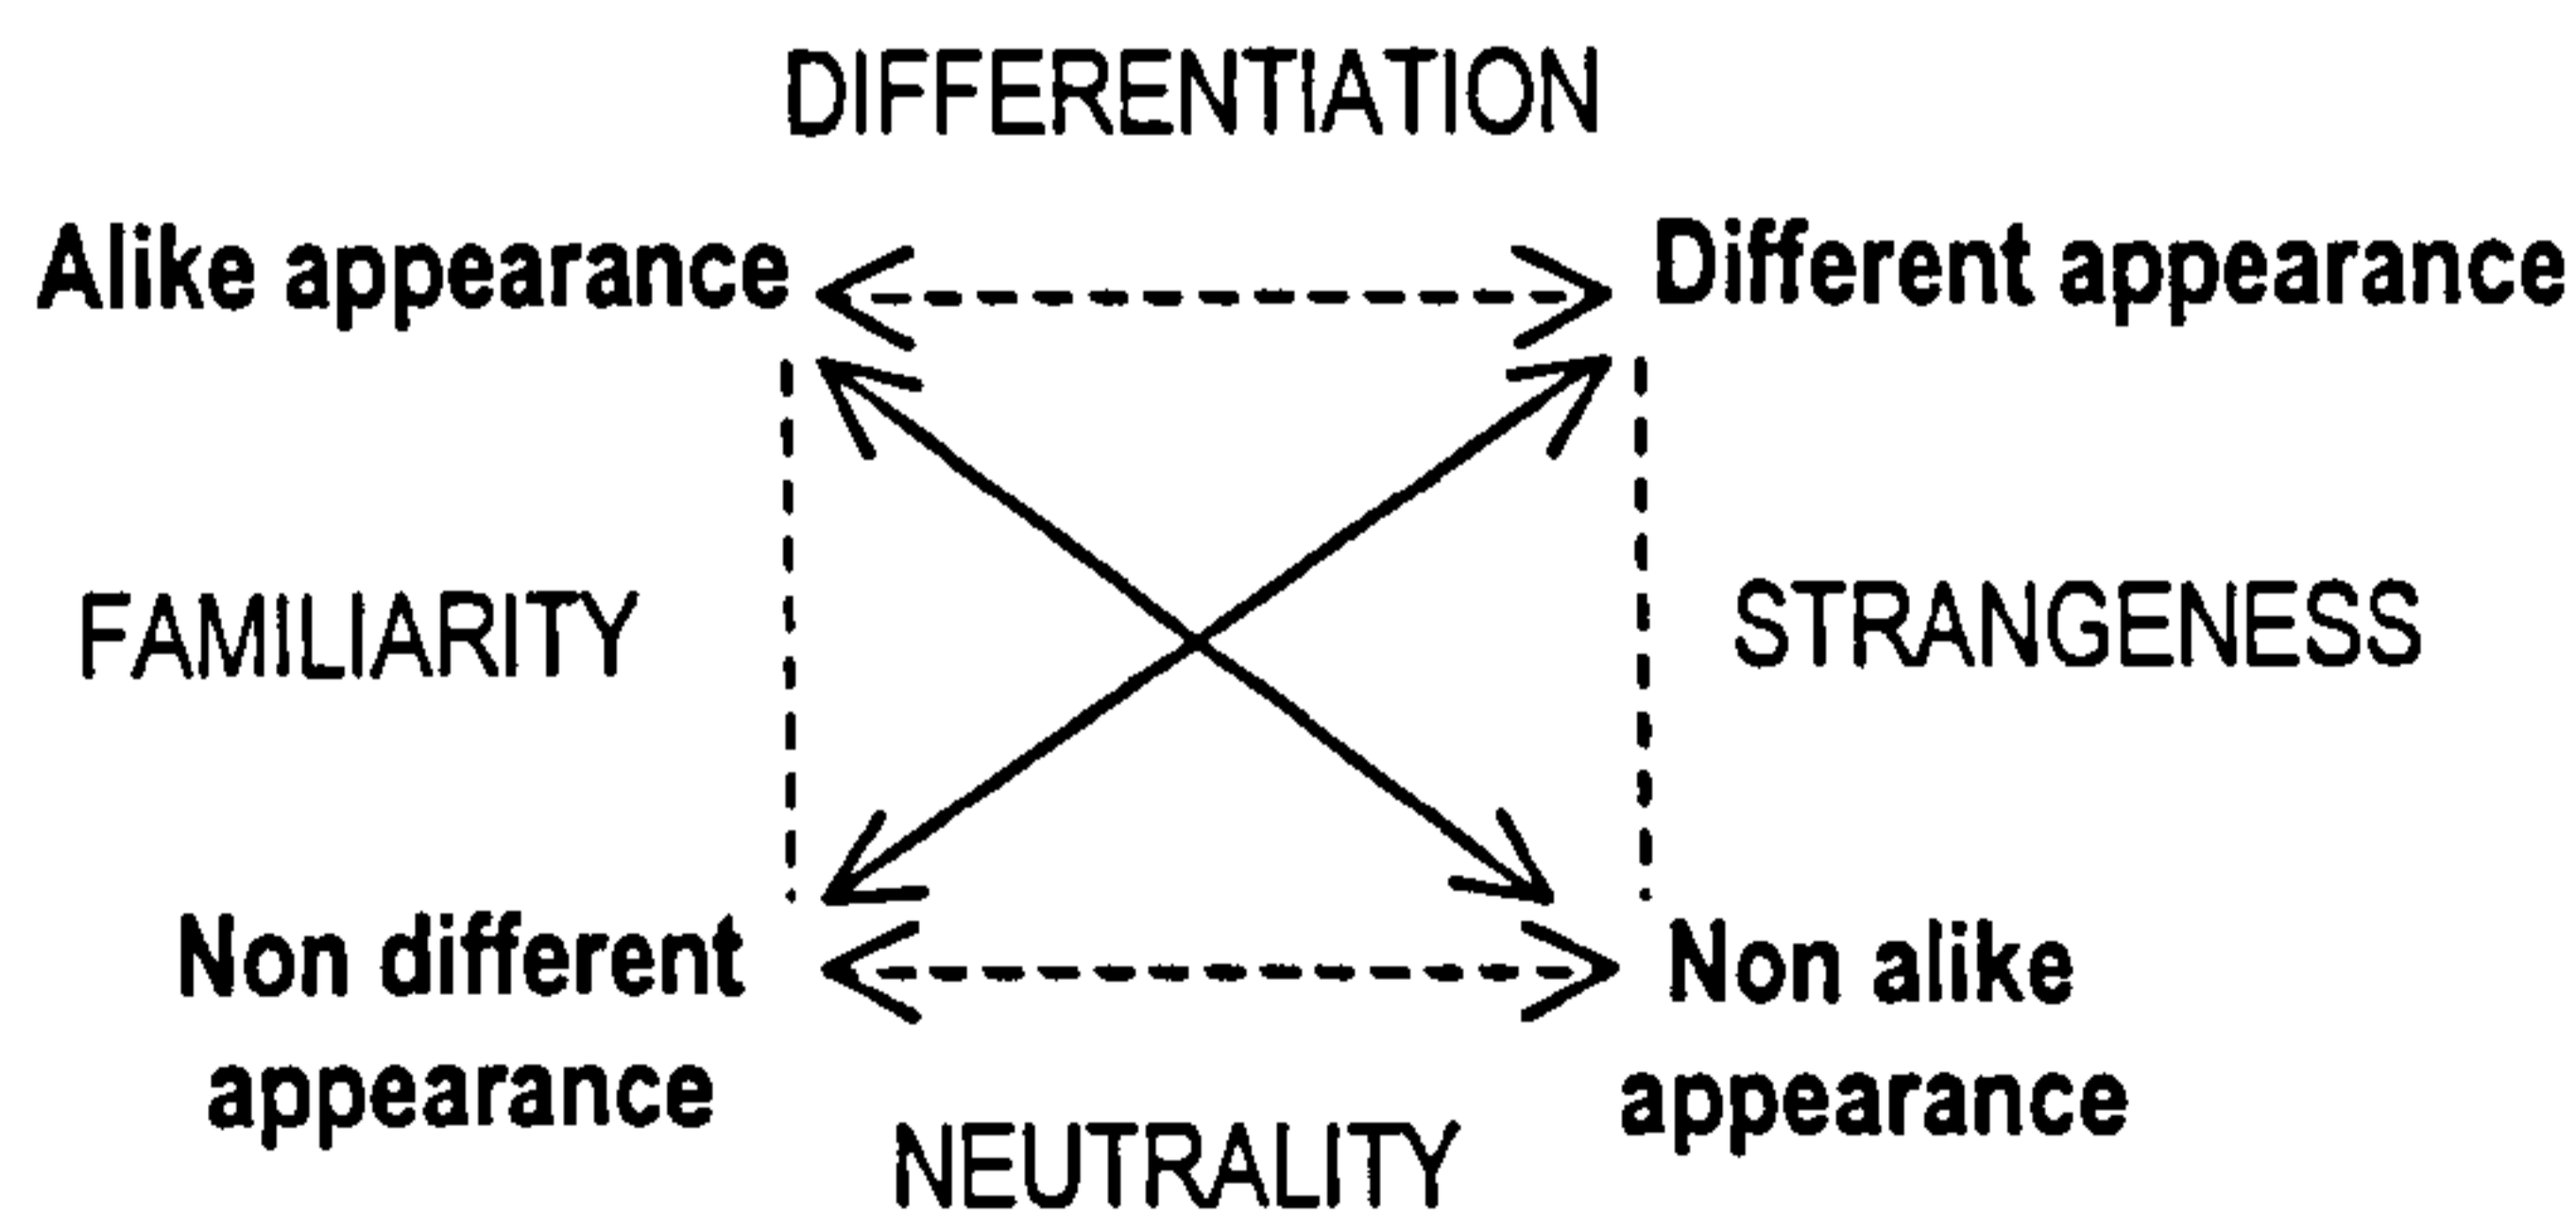 DIFFERENTIATION
Alike appearance
Different appearance
FAMILIARITY
STRANGENESS
Non different
appearance
Non alike
appearance
NEUTRALITY